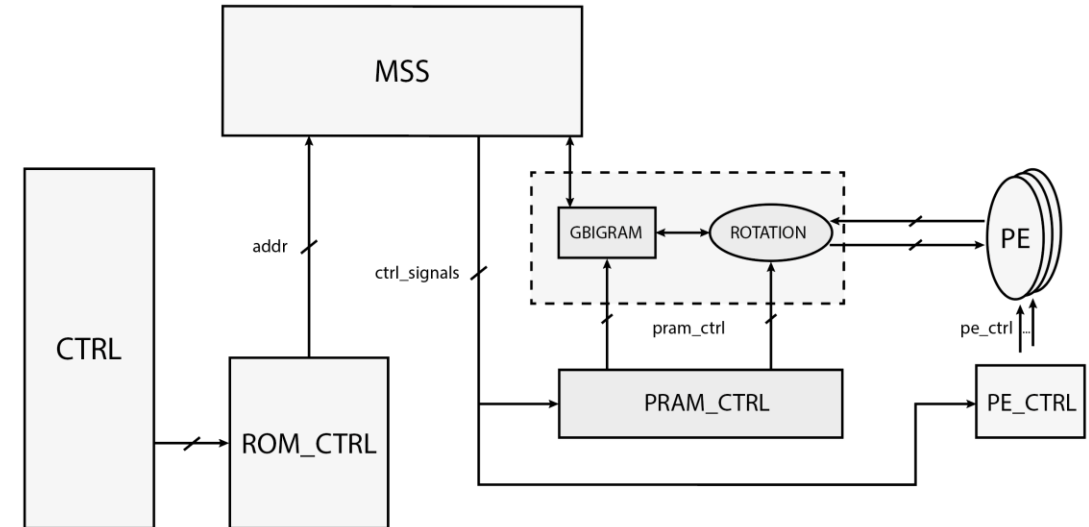 MSS
GBIGRAM
ROTATION
PE
addr
ctrl_signals
pram_ctrl
pe_ctrl
...
CTRL
ROM_CTRL
PRAM_CTRL
PE_CTRL